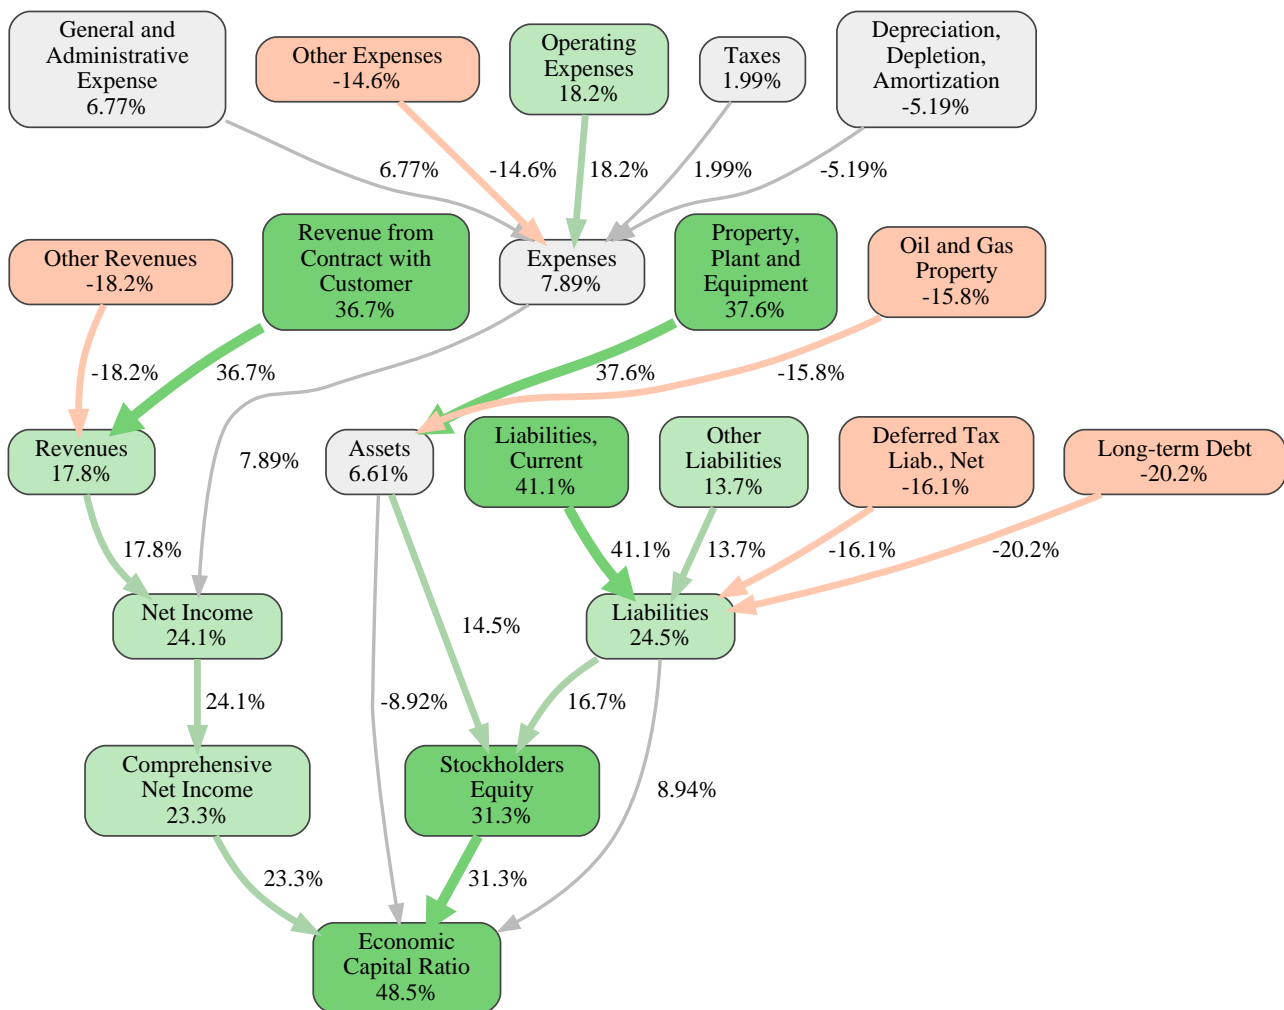 General and
Administrative
Expense
6.77%
Other Expenses
-14.6%
Operating
Expenses
18.2%
Taxes
1.99%
Depreciation,
Depletion,
Amortization
-5.19%
6.77%
-14.6%
18.2%
1.99%
-5.19%
Other Revenues
-18.2%
Revenue from
Contract with
Customer
36.7%
Expenses
7.89%
Property,
Plant and
Equipment
37.6%
Oil and Gas
Property
-15.8%
-18.2%
36.7%
37.6%
-15.8%
Revenues
17.8%
7.89%
Assets
6.61%
Liabilities,
Current
41.1%
Other
Liabilities
13.7%
Deferred Tax
Liab., Net
-16.1%
Long-term Debt
-20.2%
17.8%
41.1%
13.7%
-16.1%
-20.2%
Net Income
24.1%
14.5%
Liabilities
24.5%
24.1%
-8.92%
16.7%
Comprehensive
Net Income
23.3%
Stockholders
Equity
31.3%
8.94%
23.3%
31.3%
Economic
Capital Ratio
48.5%